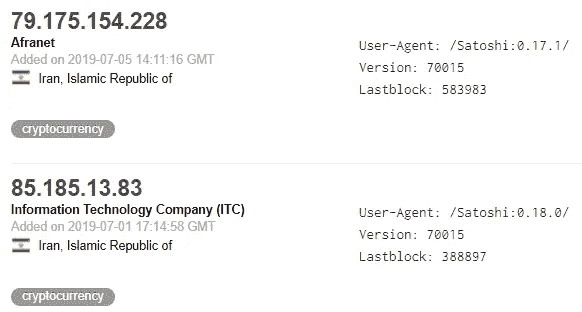 79.175.154.228
Afranet
Added on 2019-07-05 14:11:16 GMT
Iran, Islamic Republic of
cryptocurrency
User-Agent: /Satoshi:0.17.1/
Version: 70015
Lastblock: 583983
85.185.13.83
Information Technology Company (ITC)
Added on 2019-07-01 17:14:58 GMT
Iran, Islamic Republic of
cryptocurrency
User-Agent: /Satoshi:0.18.0/
Version: 70015
Lastblock: 388897